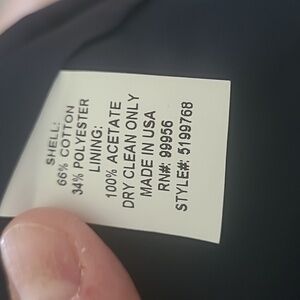 SHELL:
66% COTTON
34% POLYESTER
LINING:
100% ACETATE
DRY CLEAN ONLY
MADE IN USA
RN#: 99956
STYLE#: 5199768